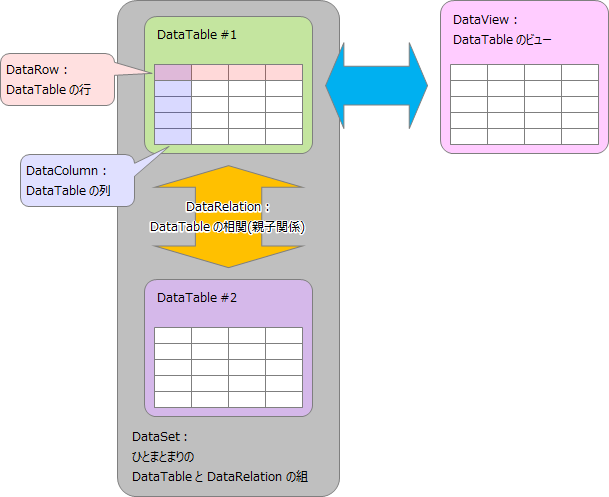 DataTable #1
DataView：
DataTable のビュー
DataRow：
DataTable の行
DataColumn：
DataTable の列
DataRelation：
DataTable の相関(親子関係)
DataTable #2
DataSet：
ひとまとまりの
DataTable と DataRelation の組